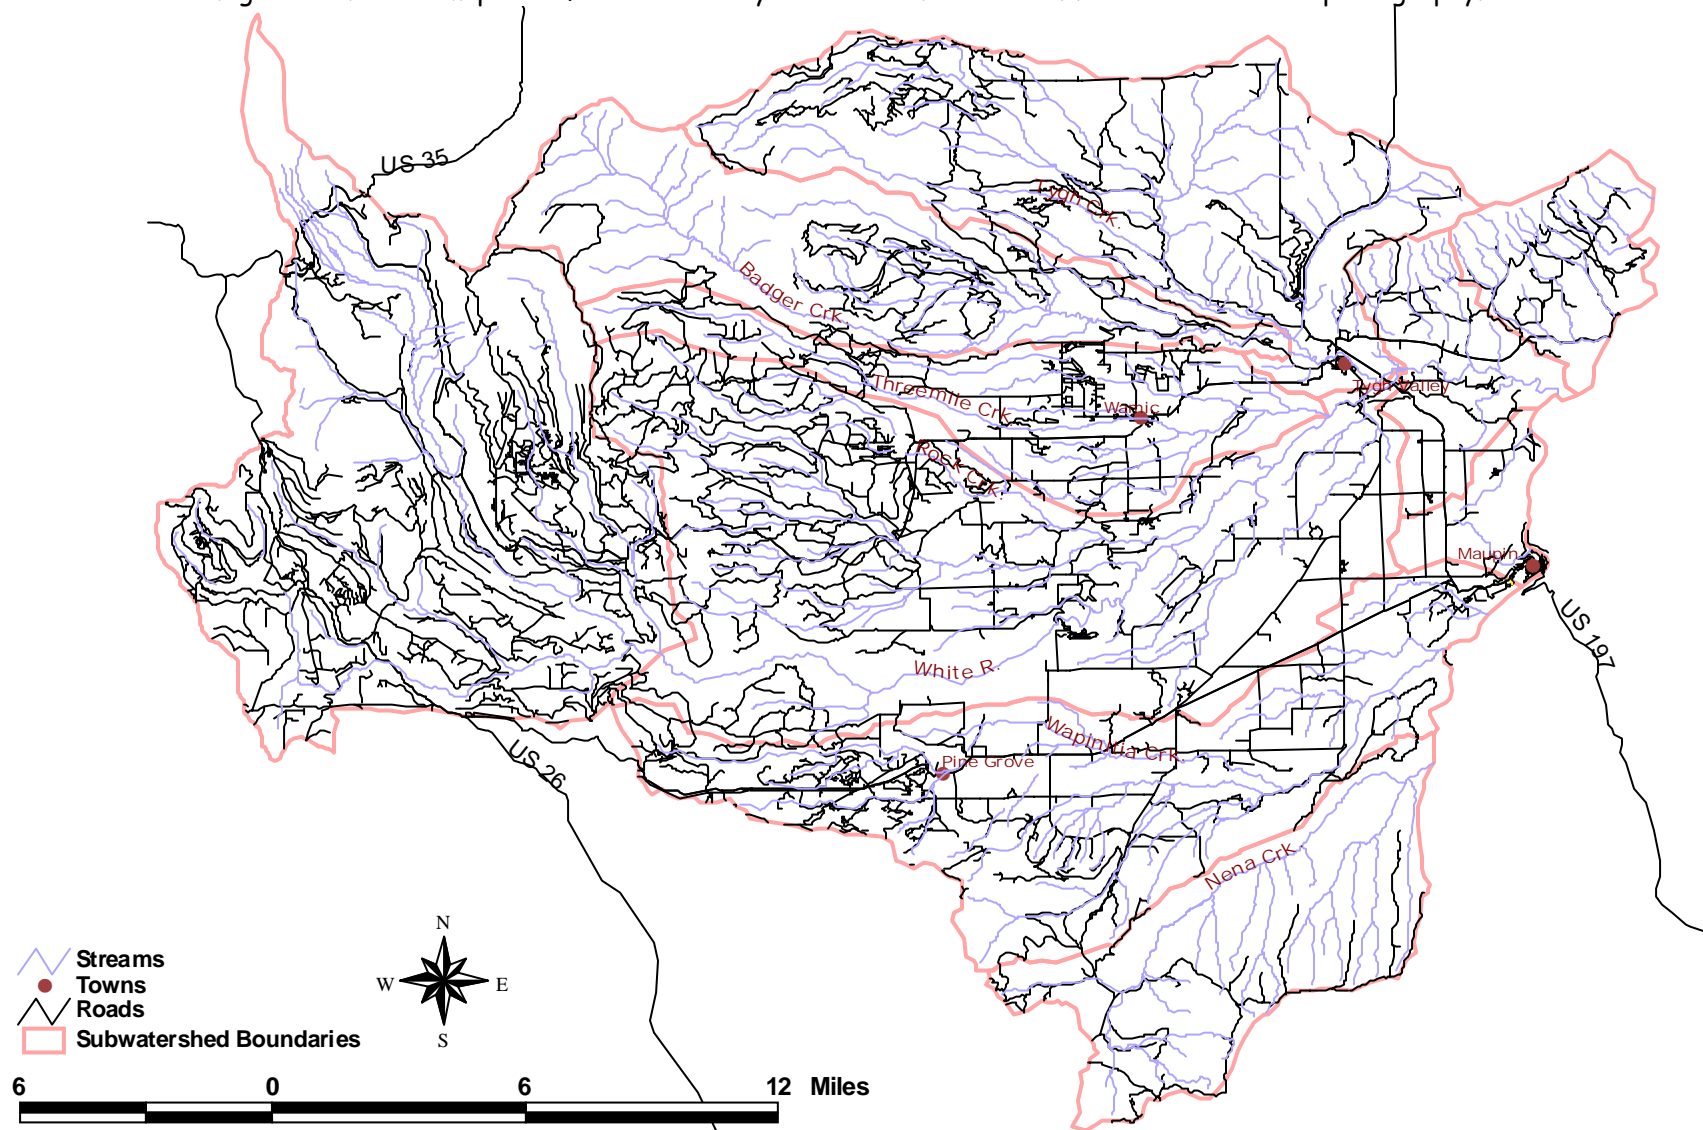 US 35
Tygh Crk.
Badger Crk.
Threemile Crk.
Tygh Valley
Wamic
Rock Crk.
Maupin
US 197
White R.
Wapinitia Crk.
Pine Grove
US 26
Nena Crk.
N
W
E
S
Streams
Towns
Roads
Subwatershed Boundaries
6 0 6 12 Miles